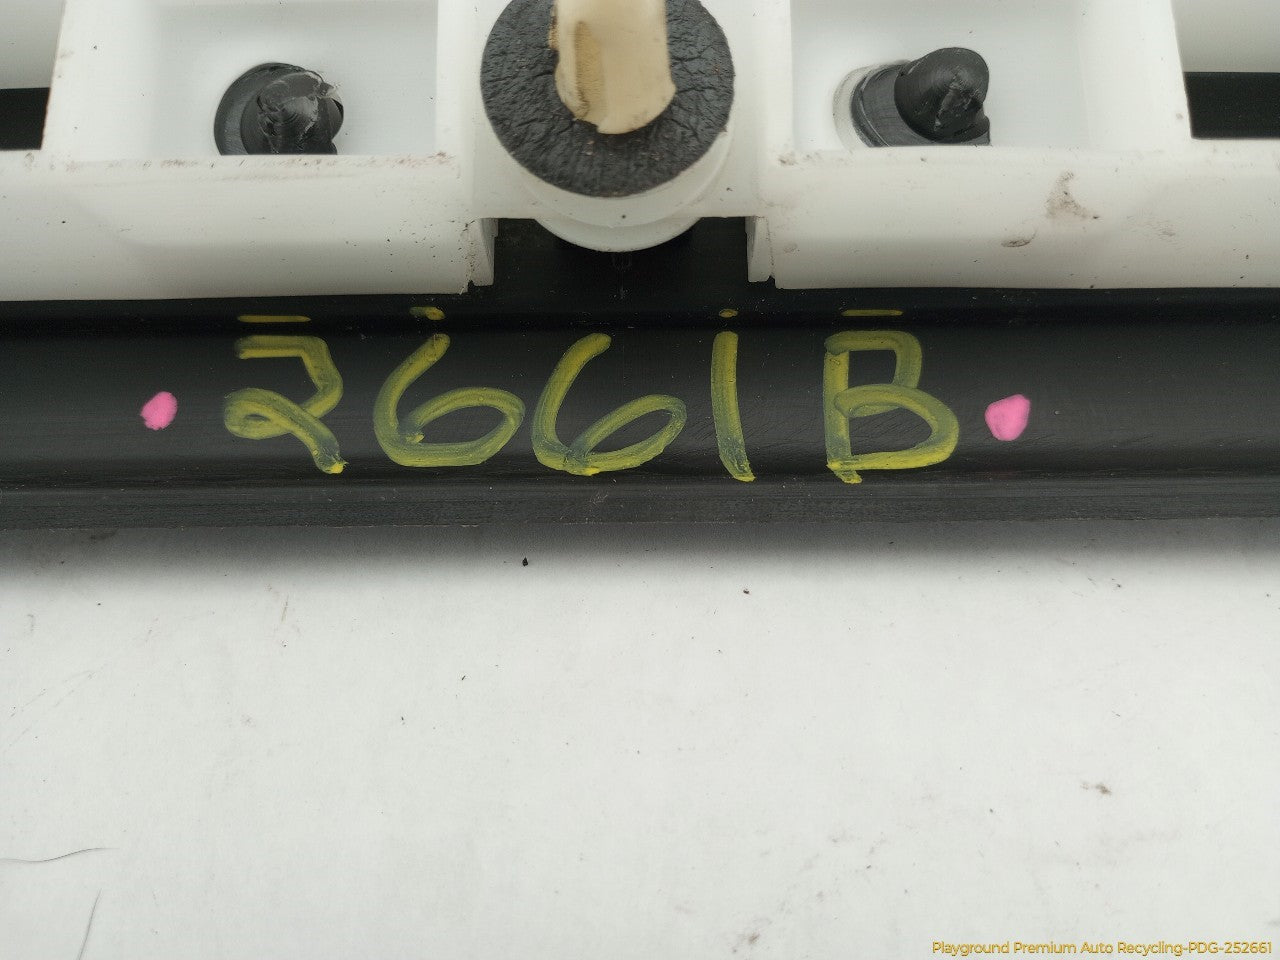 2661B
Playground Premium Auto Recycling-PDG-252661